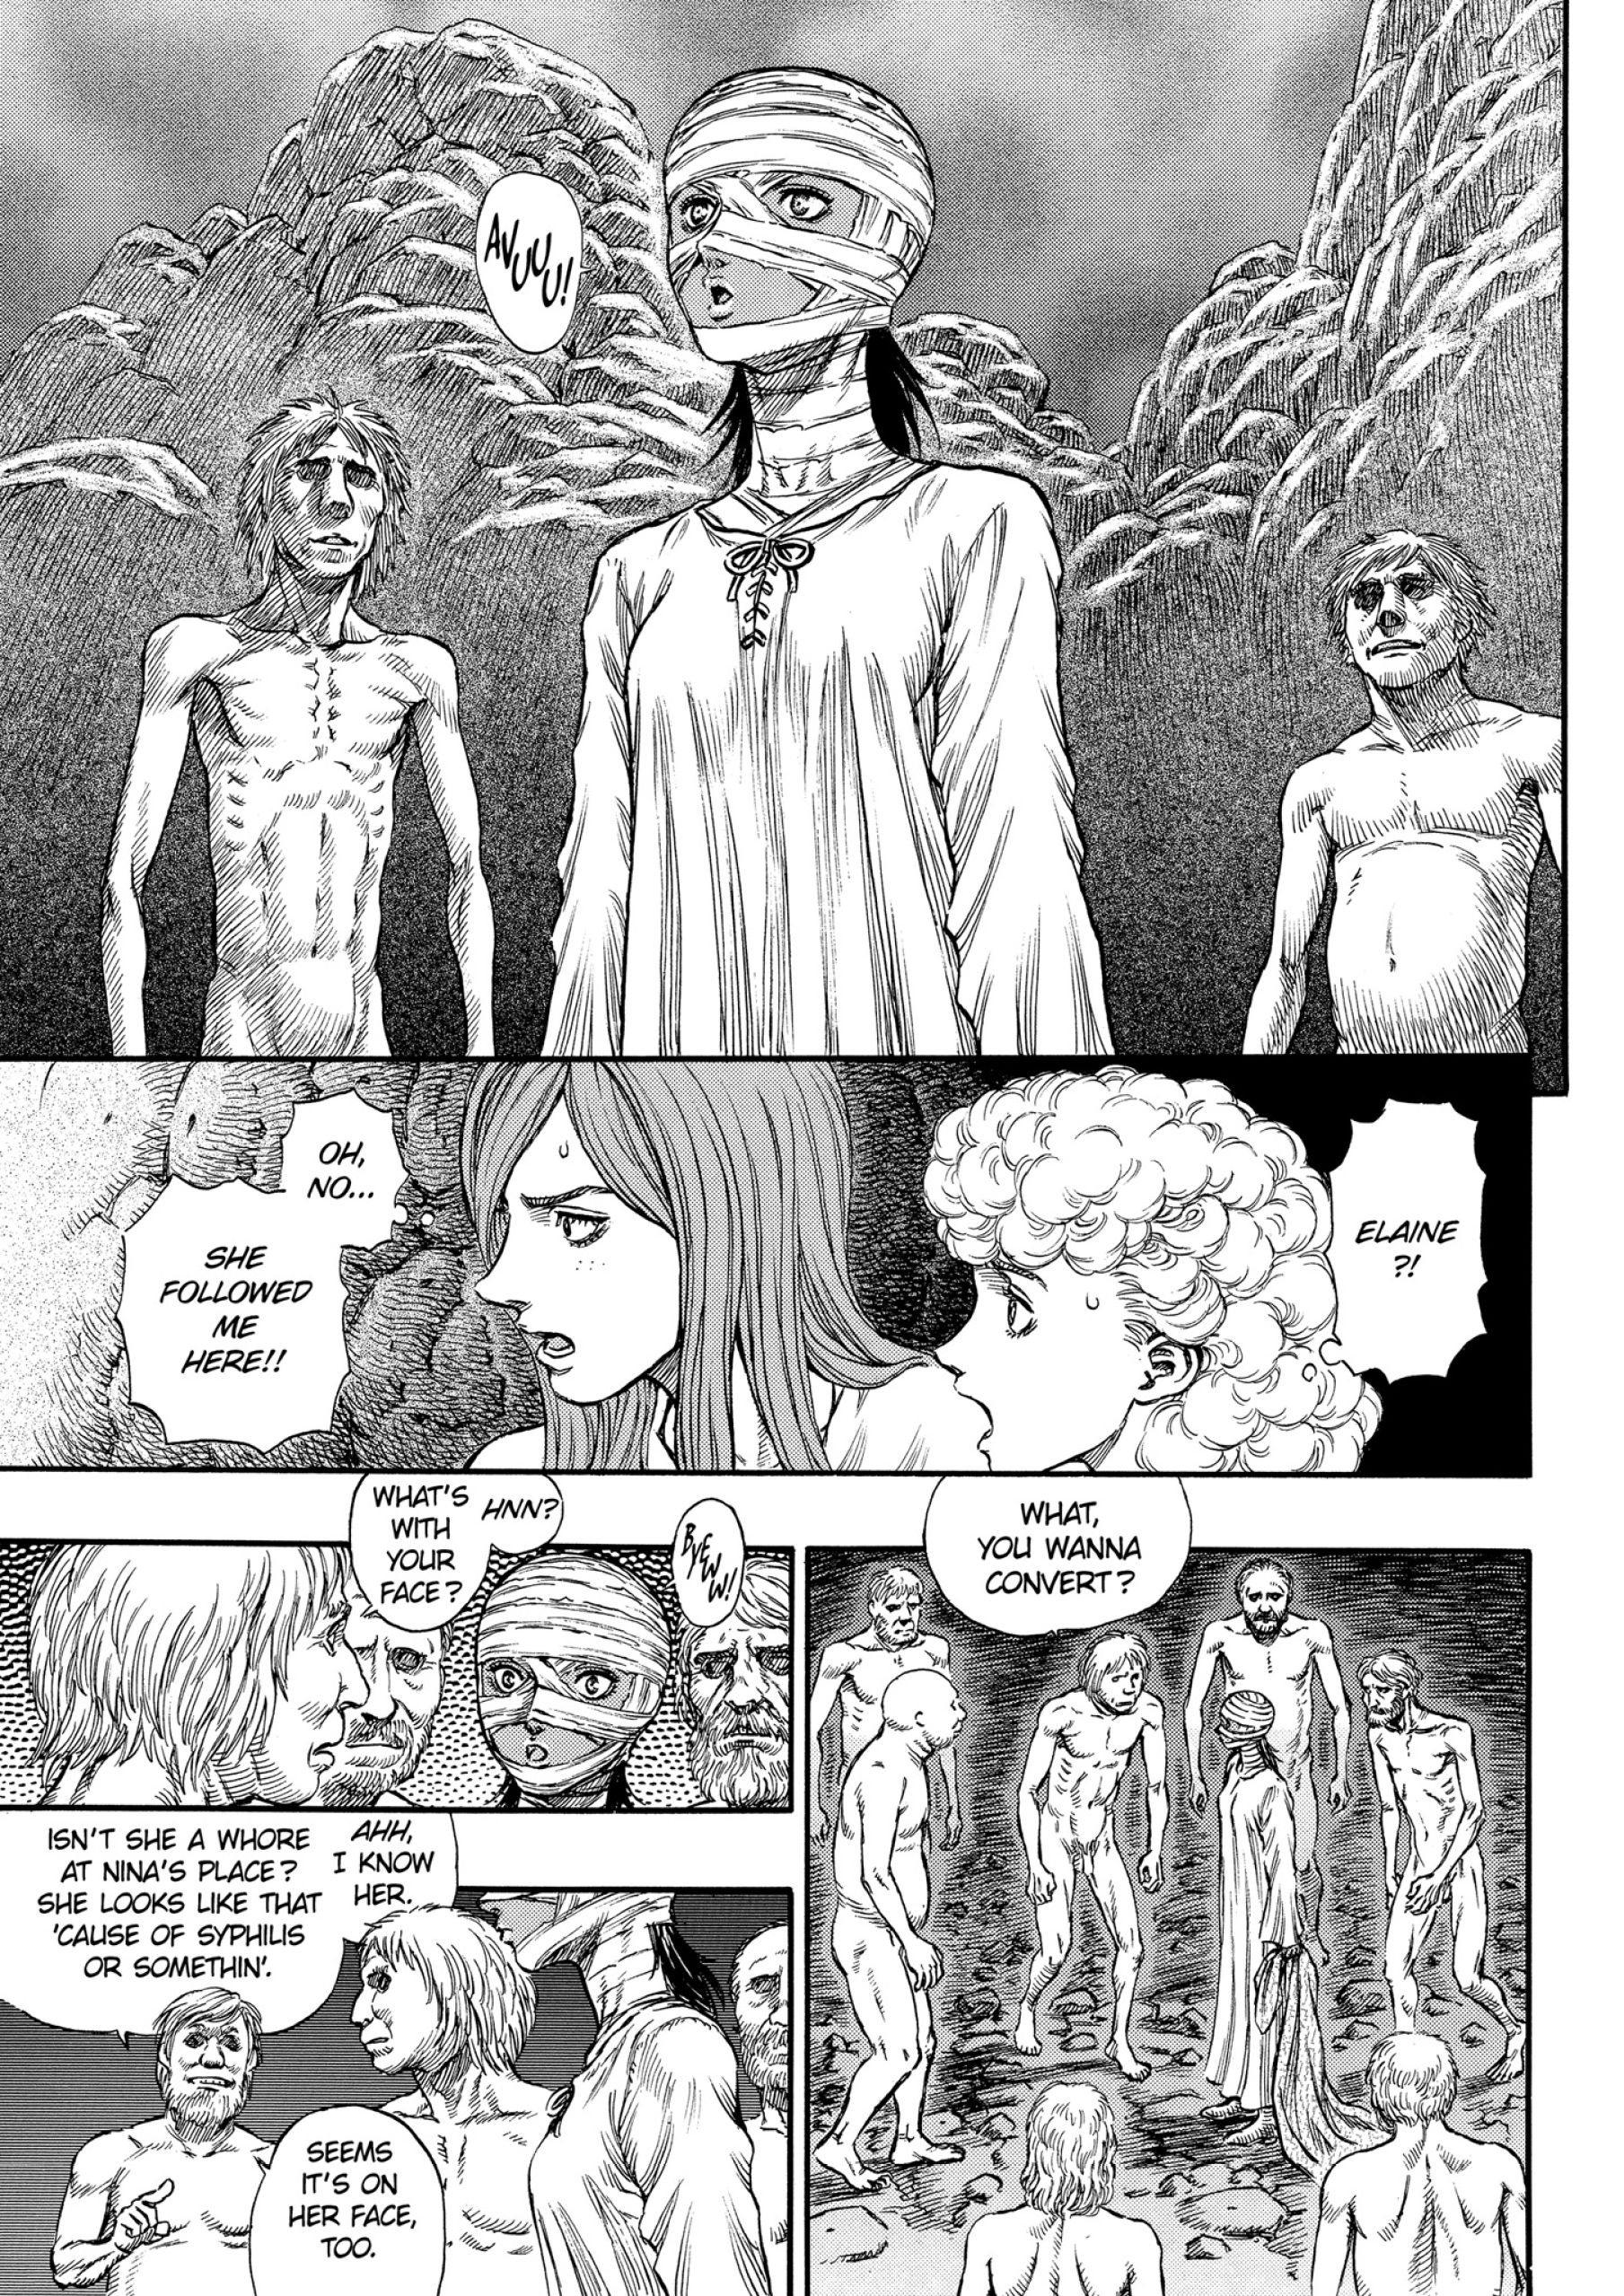 AVUUU!
ELAINE
?!
OH,
NO...
SHE
FOLLOWED
ME
HERE!!
WHAT,
YOU WANNA
CONVERT?
BYEWW!
HNN?
WHAT'S
WITH
YOUR
FACE?
AHH,
I KNOW
HER.
ISN'T SHE A WHORE
AT NINA'S PLACE?
SHE LOOKS LIKE THAT
'CAUSE OF SYPHILIS
OR SOMETHIN'.
SEEMS
IT'S ON
HER FACE,
TOO.